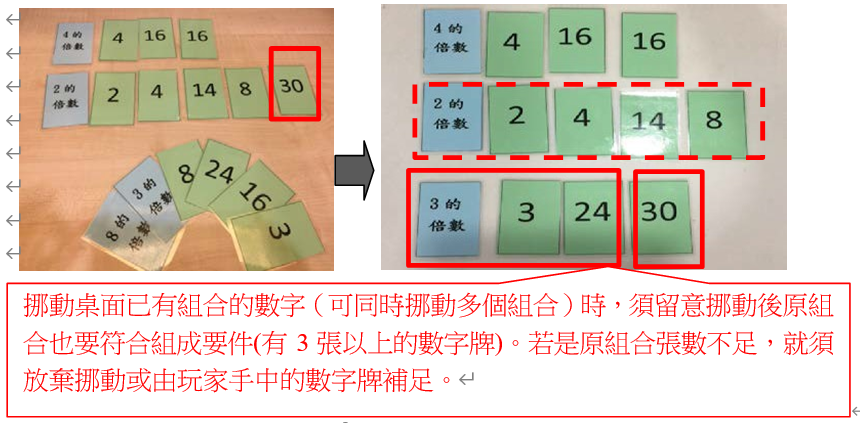 4 的
倍數
4 16 16
2 的
倍數
2 4 14 8 30
3 的
倍數
8 的
倍數
8 24 16 3
4 的
倍數
4 16 16
2 的
倍數
2 4 14 8
3 的
倍數
3 24 30
挪動桌面已有組合的數字（可同時挪動多個組合）時，須留意挪動後原組
合也要符合組成要件(有 3 張以上的數字牌)。若是原組合張數不足，就須
放棄挪動或由玩家手中的數字牌補足。